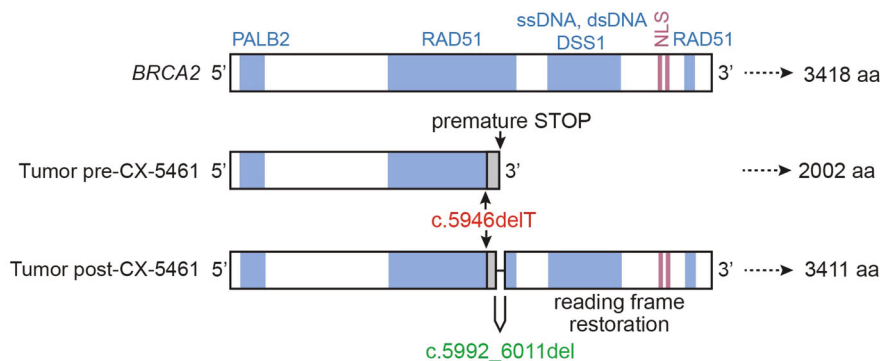 ssDNA, dsDNA
PALB2 RAD51 DSS1 NLS RAD51
BRCA2 5’ 3’ 3418 aa
premature STOP
Tumor pre-CX-5461 5’ 3’ 2002 aa
c.5946delT
Tumor post-CX-5461 5’ 3’ 3411 aa
reading frame
restoration
c.5992_6011del